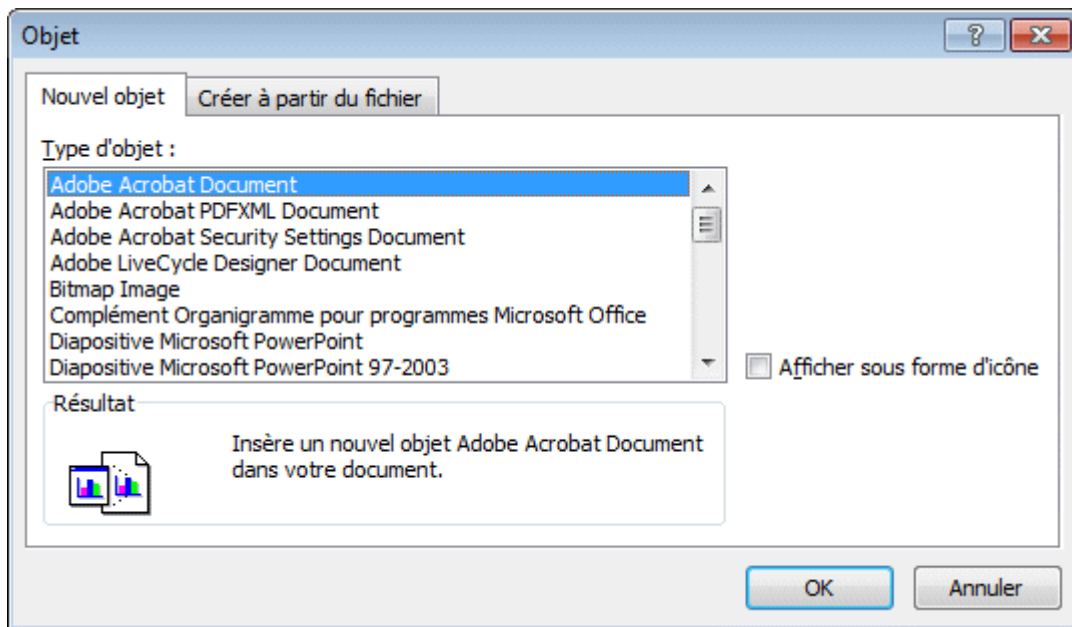 Objet
Nouvel objet
Créer à partir du fichier
Type d'objet :
Adobe Acrobat Document
Adobe Acrobat PDFXML Document
Adobe Acrobat Security Settings Document
Adobe LiveCycle Designer Document
Bitmap Image
Complément Organigramme pour programmes Microsoft Office
Diapositive Microsoft PowerPoint
Diapositive Microsoft PowerPoint 97-2003
Afficher sous forme d'icône
Résultat
Insère un nouvel objet Adobe Acrobat Document
dans votre document.
OK
Annuler